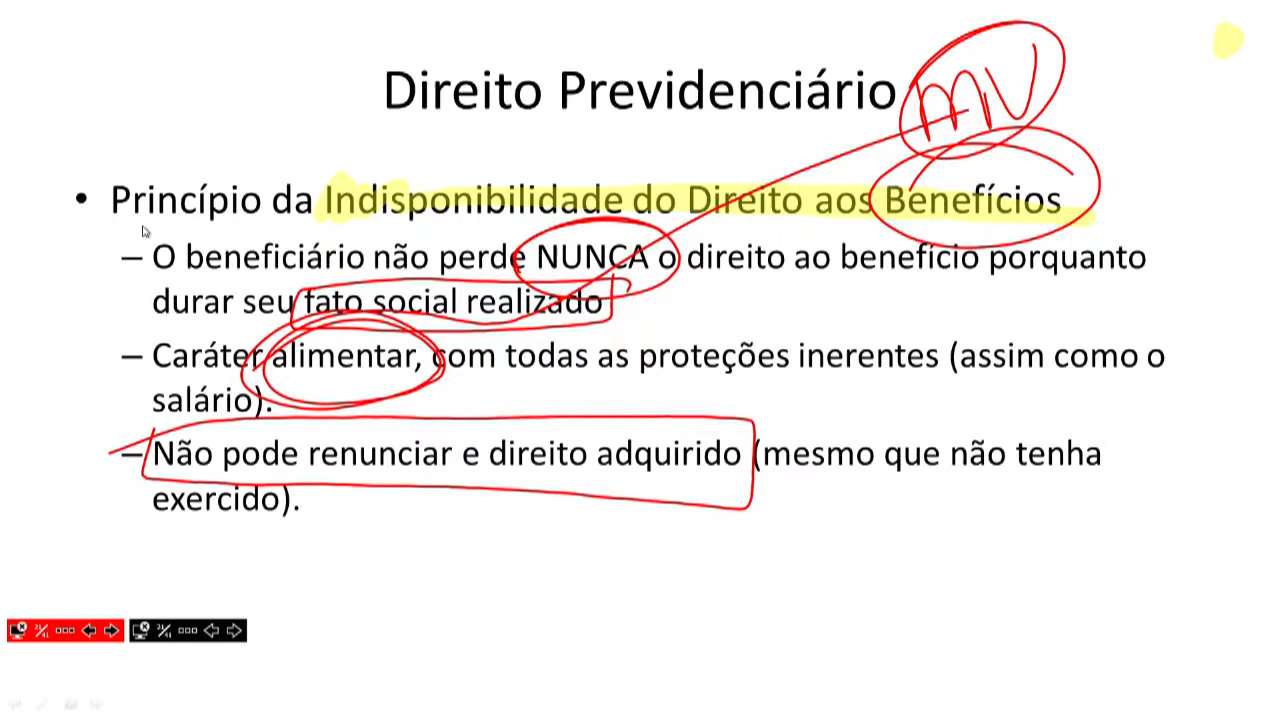 Direito Previdenciário MV
• Princípio da Indisponibilidade do Direito aos Benefícios
– O beneficiário não perde NUNCA o direito ao benefício porquanto
durar seu fato social realizado
– Caráter alimentar, com todas as proteções inerentes (assim como o
salário).
– Não pode renunciar e direito adquirido (mesmo que não tenha
exercido).